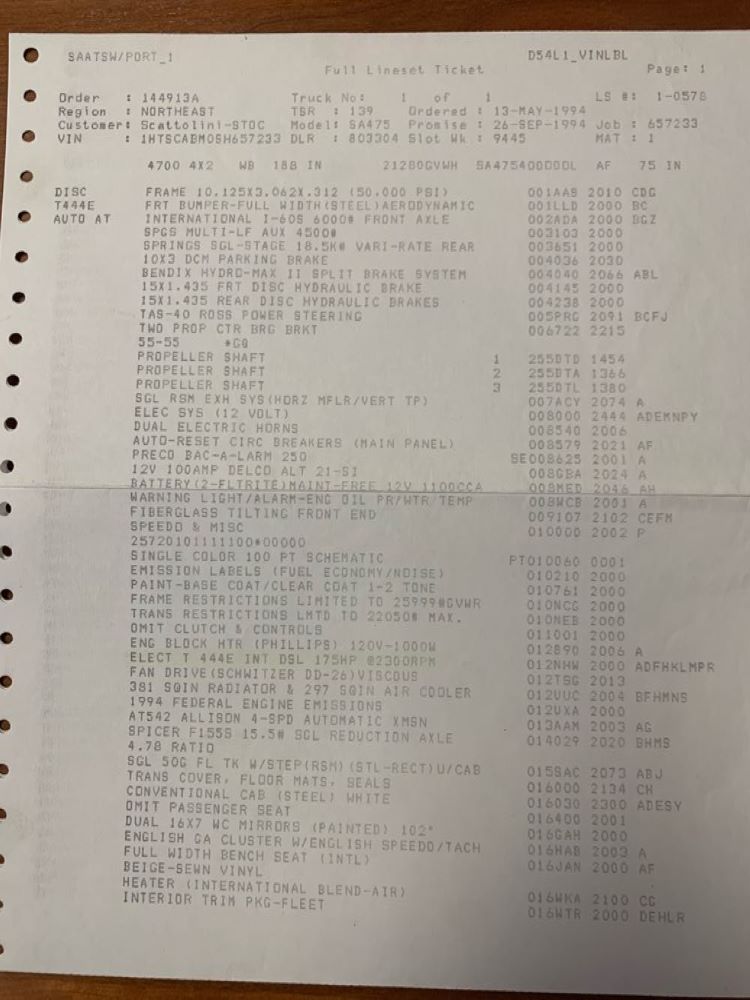 SAATSW/PORT_1 D54L1_VINLBL
Full Lineset Ticket Page: 1
Order : 144913A Truck No: 1 of 1 LS #: 1-0578
Region : NORTHEAST TSR : 139 Ordered : 13-MAY-1994
Customer: Scattolini-STOC Model: SA475 Promise : 26-SEP-1994 Job : 657233
VIN : 1HTSCABM0SH657233 DLR : 803304 Slot Wk : 9445 MAT : 1
4700 4X2 WB 188 IN 21280GVWH SA475400000L AF 75 IN
DISC FRAME 10.125X3.062X.312 (50.000 PSI) 001AAS 2010 CDG
T444E FRT BUMPER-FULL WIDTH(STEEL)AERODYNAMIC 001LLD 2000 BC
AUTO AT INTERNATIONAL I-60S 6000# FRONT AXLE 002ADA 2000 BGZ
SPGS MULTI-LF AUX 4500# 003103 2000
SPRINGS SGL-STAGE 18.5K# VARI-RATE REAR 003651 2000
10X3 DCM PARKING BRAKE 004036 2030
BENDIX HYDRO-MAX II SPLIT BRAKE SYSTEM 004040 2066 ABL
15X1.435 FRT DISC HYDRAULIC BRAKE 004145 2000
15X1.435 REAR DISC HYDRAULIC BRAKES 004238 2000
TAS-40 ROSS POWER STEERING 005PRG 2091 BCFJ
TWO PROP CTR BRG BRKT 006722 2215
55-55 *G@
PROPELLER SHAFT 1 255DTD 1454
PROPELLER SHAFT 2 255DTA 1366
PROPELLER SHAFT 3 255DTL 1380
SGL RSM EXH SYS(HORZ MFLR/VERT TP) 007ACY 2074 A
ELEC SYS (12 VOLT) 008000 2444 ADEKNPY
DUAL ELECTRIC HORNS 008540 2006
AUTO-RESET CIRC BREAKERS (MAIN PANEL) 008579 2021 AF
PRECO BAC-A-LARM 250 SE008625 2001 A
12V 100AMP DELCO ALT 21-SI 008GBA 2024 A
BATTERY(2-FLTRITE)MAINT-FREE 12V 1100CCA 008MED 2046 AH
WARNING LIGHT/ALARM-ENG OIL PR/WTR TEMP 008WCB 2001 A
FIBERGLASS TILTING FRONT END 009107 2102 CEFM
SPEEDO & MISC 010000 2002 P
25720101111100*00000
SINGLE COLOR 100 PT SCHEMATIC PT010060 0001
EMISSION LABELS (FUEL ECONOMY/NOISE) 010210 2000
PAINT-BASE COAT/CLEAR COAT 1-2 TONE 010761 2000
FRAME RESTRICTIONS LIMITED TO 25999#GVWR 010NCG 2000
TRANS RESTRICTIONS LMTD TO 22050# MAX. 010NEB 2000
OMIT CLUTCH & CONTROLS 011001 2000
ENG BLOCK HTR (PHILLIPS) 120V-1000W 012890 2006 A
ELECT T 444E INT DSL 175HP @2300RPM 012NHW 2000 ADFHKLMPR
FAN DRIVE(SCHWITZER DD-26)VISCOUS 012TSG 2013
381 SQIN RADIATOR & 297 SQIN AIR COOLER 012UUC 2004 BFHMNS
1994 FEDERAL ENGINE EMISSIONS 012UXA 2000
AT542 ALLISON 4-SPD AUTOMATIC XMSN 013AAM 2003 AG
SPICER F155S 15.5# SGL REDUCTION AXLE 014029 2020 BHMS
4.78 RATIO
SGL 50G FL TK W/STEP(RSM)(STL-RECT)U/CAB 015SAC 2073 ABJ
TRANS COVER, FLOOR MATS, SEALS 016000 2134 CH
CONVENTIONAL CAB (STEEL) WHITE 016030 2300 ADESY
OMIT PASSENGER SEAT 016400 2001
DUAL 16X7 WC MIRRORS (PAINTED) 102" 016GAH 2000
ENGLISH GA CLUSTER W/ENGLISH SPEEDO/TACH 016HAB 2003 A
FULL WIDTH BENCH SEAT (INTL) 016JAN 2000 AF
BEIGE-SEWN VINYL
HEATER (INTERNATIONAL BLEND-AIR) 016WKA 2100 CG
INTERIOR TRIM PKG-FLEET 016WTR 2000 DEHLR